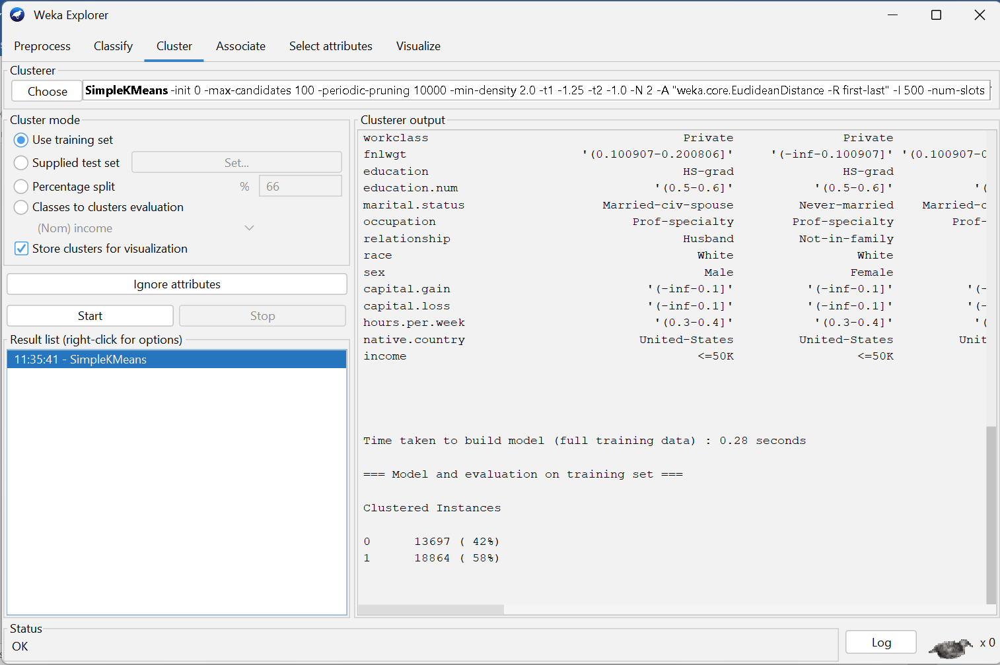 Weka Explorer
Preprocess Classify Cluster Associate Select attributes Visualize
Clusterer
Choose SimpleKMeans -init 0 -max-candidates 100 -periodic-pruning 10000 -min-density 2.0 -t1 -1.25 -t2 -1.0 -N 2 -A "weka.core.EuclideanDistance -R first-last" -I 500 -num-slots
Cluster mode
Use training set
Supplied test set Set...
Percentage split % 66
Classes to clusters evaluation
(Nom) income
Store clusters for visualization
Ignore attributes
Start Stop
Result list (right-click for options)
11:35:41 - SimpleKMeans
Clusterer output
workclass Private Private
fnlwgt '(0.100907-0.200806]' '(-inf-0.100907]' '(0.100907-0
education HS-grad HS-grad
education.num '(0.5-0.6]' '(0.5-0.6]' '(
marital.status Married-civ-spouse Never-married Married-c
occupation Prof-specialty Prof-specialty Prof-
relationship Husband Not-in-family
race White White
sex Male Female
capital.gain '(-inf-0.1]' '(-inf-0.1]' '(-
capital.loss '(-inf-0.1]' '(-inf-0.1]' '(-
hours.per.week '(0.3-0.4]' '(0.3-0.4]' '(
native.country United-States United-States Unit
income <=50K <=50K
Time taken to build model (full training data) : 0.28 seconds
=== Model and evaluation on training set ===
Clustered Instances
0 13697 ( 42%)
1 18864 ( 58%)
Status
OK
Log x 0